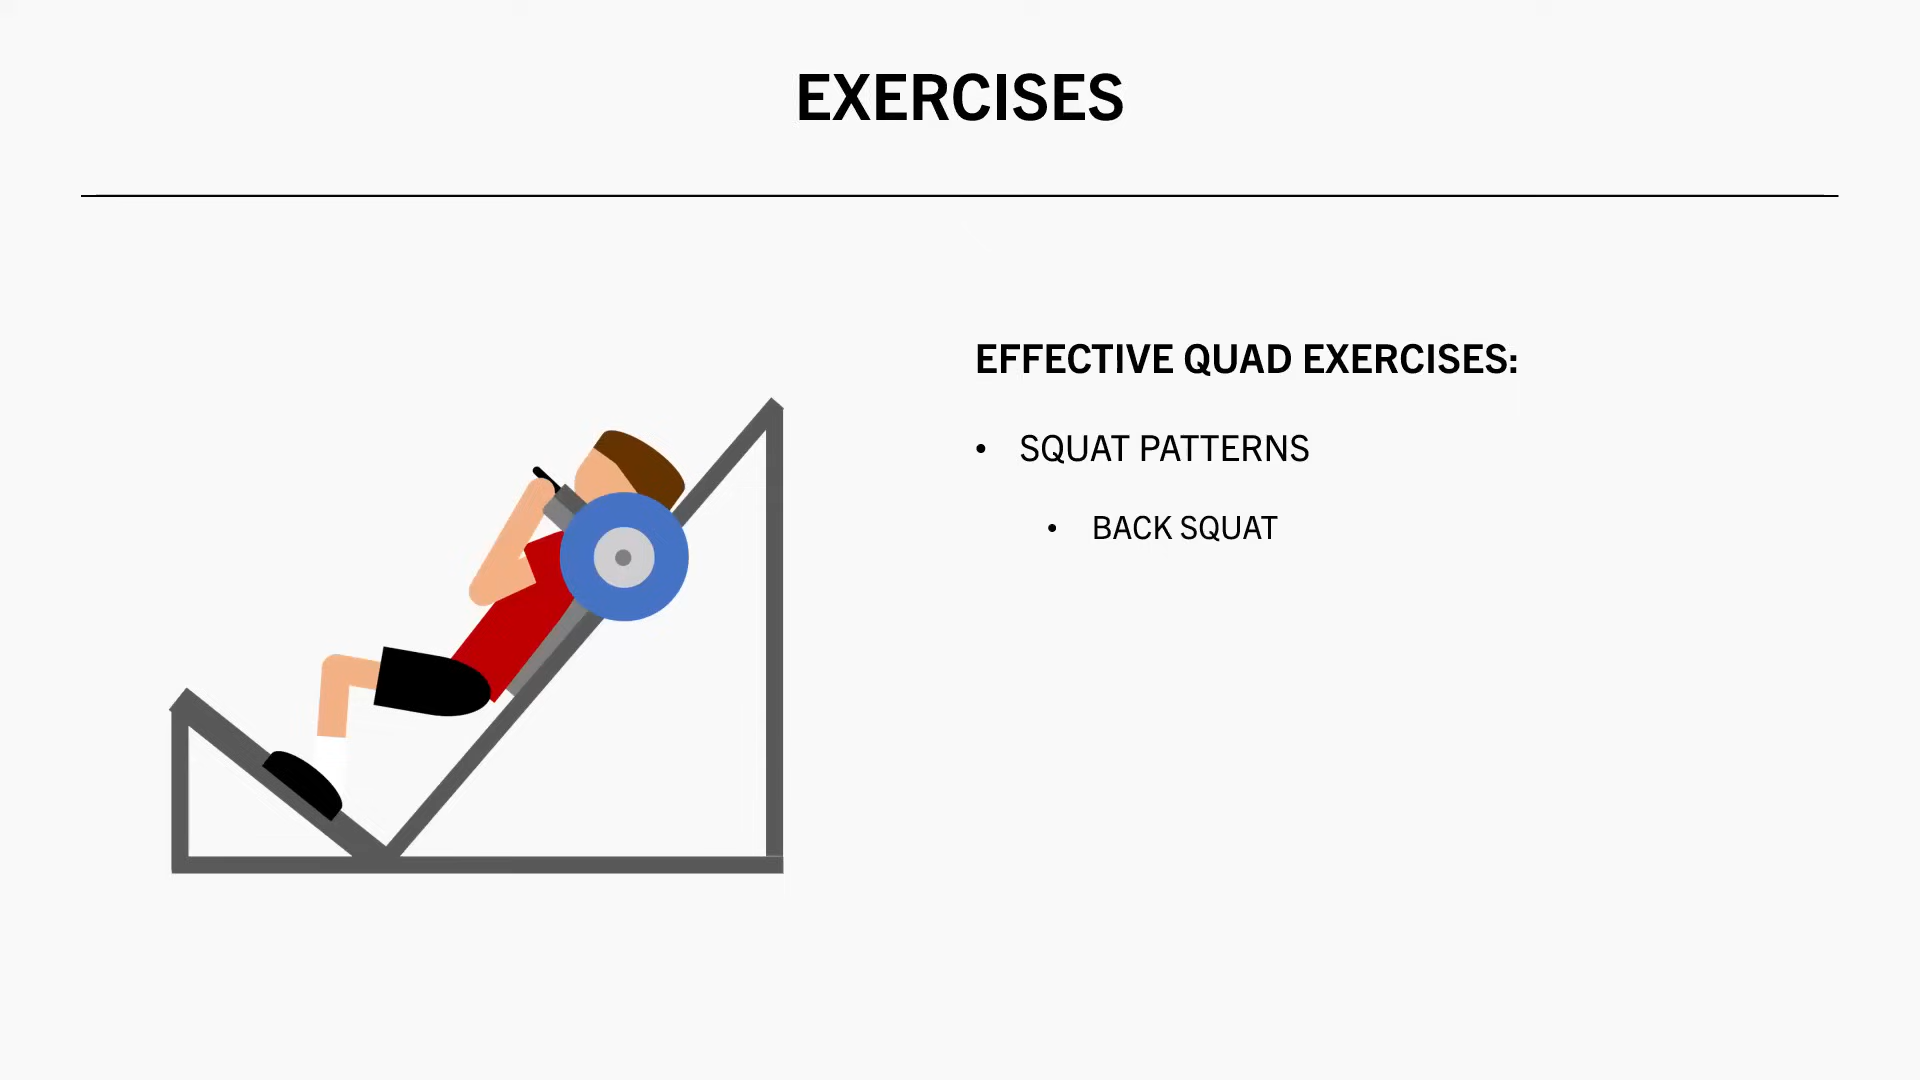 EXERCISES
EFFECTIVE QUAD EXERCISES:
• SQUAT PATTERNS
• BACK SQUAT